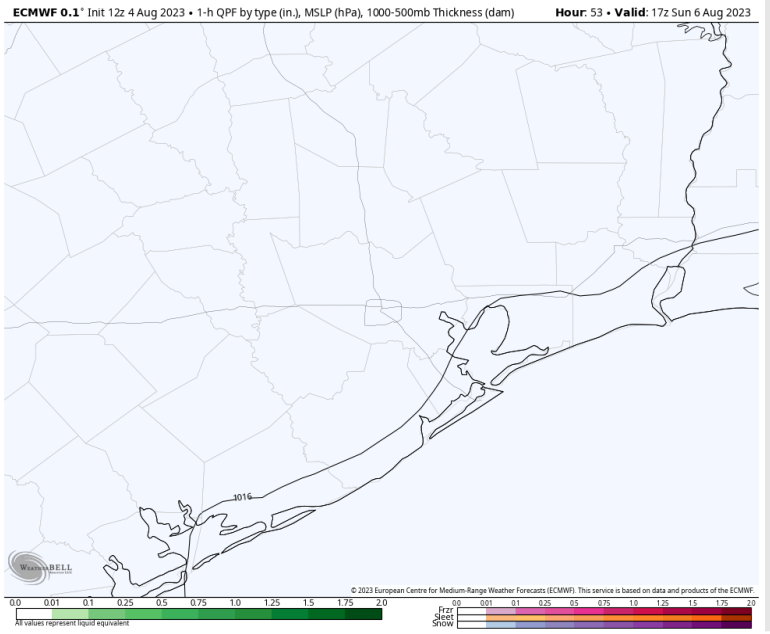 ECMWF 0.1° Init 12z 4 Aug 2023 • 1-h QPF by type (in.), MSLP (hPa), 1000-500mb Thickness (dam) Hour: 53 • Valid: 17z Sun 6 Aug 2023
1016
WEATHERBELL
© 2023 European Centre for Medium-Range Weather Forecasts (ECMWF). This service is based on data and products of the ECMWF.
0.0 0.01 0.1 0.25 0.5 0.75 1.0 1.25 1.5 1.75 2.0
All values represent liquid equivalent
0.0 0.01 0.1 0.25 0.5 0.75 1.0 1.25 1.5 1.75 2.0
Frzr
Sleet
Snow